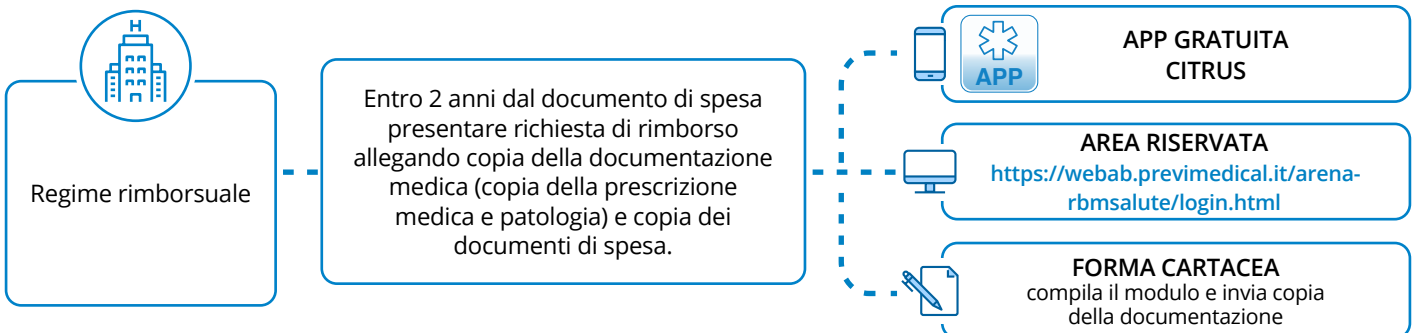 H
Regime rimborsuale
Entro 2 anni dal documento di spesa
presentare richiesta di rimborso
allegando copia della documentazione
medica (copia della prescrizione
medica e patologia) e copia dei
documenti di spesa.
APP
APP GRATUITA
CITRUS
AREA RISERVATA
https://webab.previmedical.it/arena-
rbmsalute/login.html
FORMA CARTACEA
compila il modulo e invia copia
della documentazione